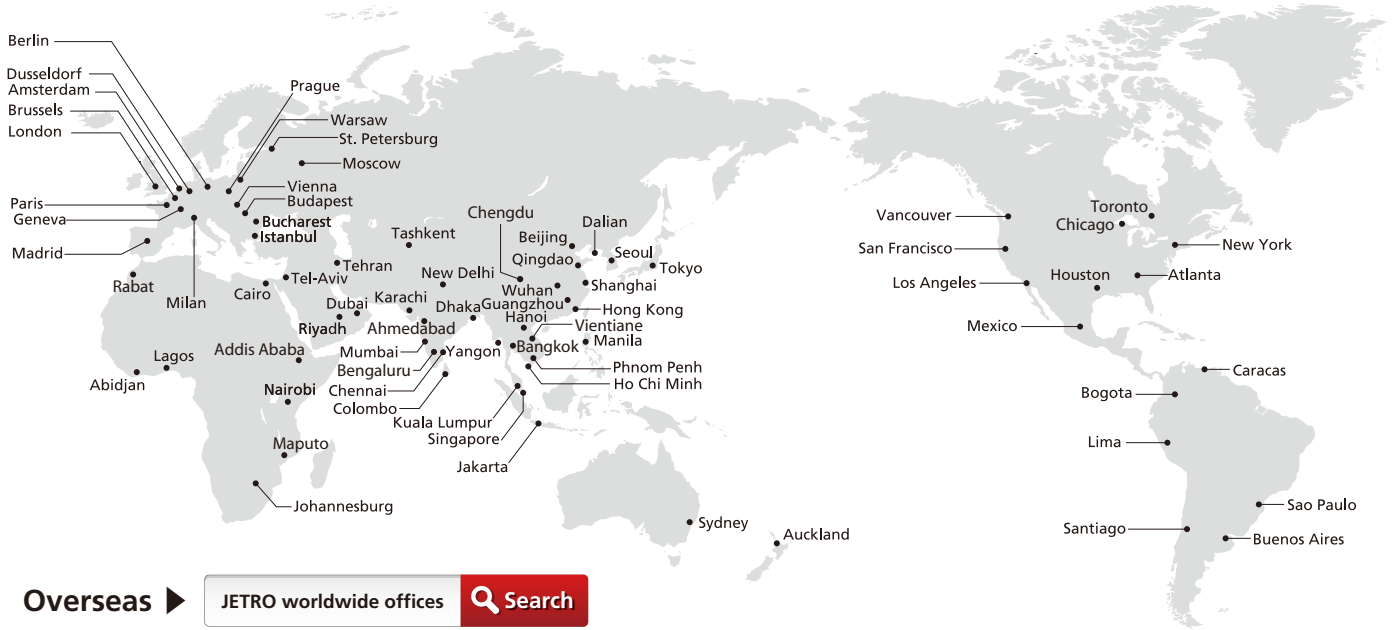 Berlin
Dusseldorf
Amsterdam
Brussels
London
Paris
Geneva
Madrid
Rabat
Milan
Prague
Warsaw
St. Petersburg
Moscow
Vienna
Budapest
Bucharest
Istanbul
Tehran
Tel-Aviv
Cairo
Tashkent
New Delhi
Karachi
Dubai
Riyadh
Ahmedabad
Dhaka
Mumbai
Bengaluru
Chennai
Colombo
Yangon
Addis Ababa
Lagos
Abidjan
Nairobi
Maputo
Johannesburg
Chengdu
Dalian
Beijing
Qingdao
Seoul
Tokyo
Wuhan
Shanghai
Guangzhou
Hong Kong
Hanoi
Vientiane
Manila
Bangkok
Phnom Penh
Ho Chi Minh
Kuala Lumpur
Singapore
Jakarta
Sydney
Auckland
Vancouver
San Francisco
Los Angeles
Mexico
Toronto
Chicago
New York
Houston
Atlanta
Caracas
Bogota
Lima
Sao Paulo
Santiago
Buenos Aires
Overseas ▶ JETRO worldwide offices Search